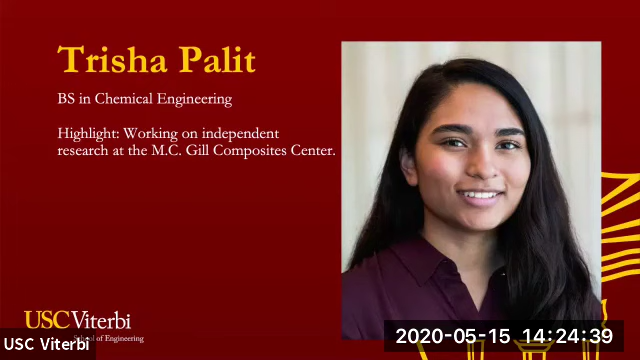 Trisha Palit
BS in Chemical Engineering
Highlight: Working on independent
research at the M.C. Gill Composites Center.
USC Viterbi
School of Engineering
USC Viterbi
2020-05-15 14:24:39